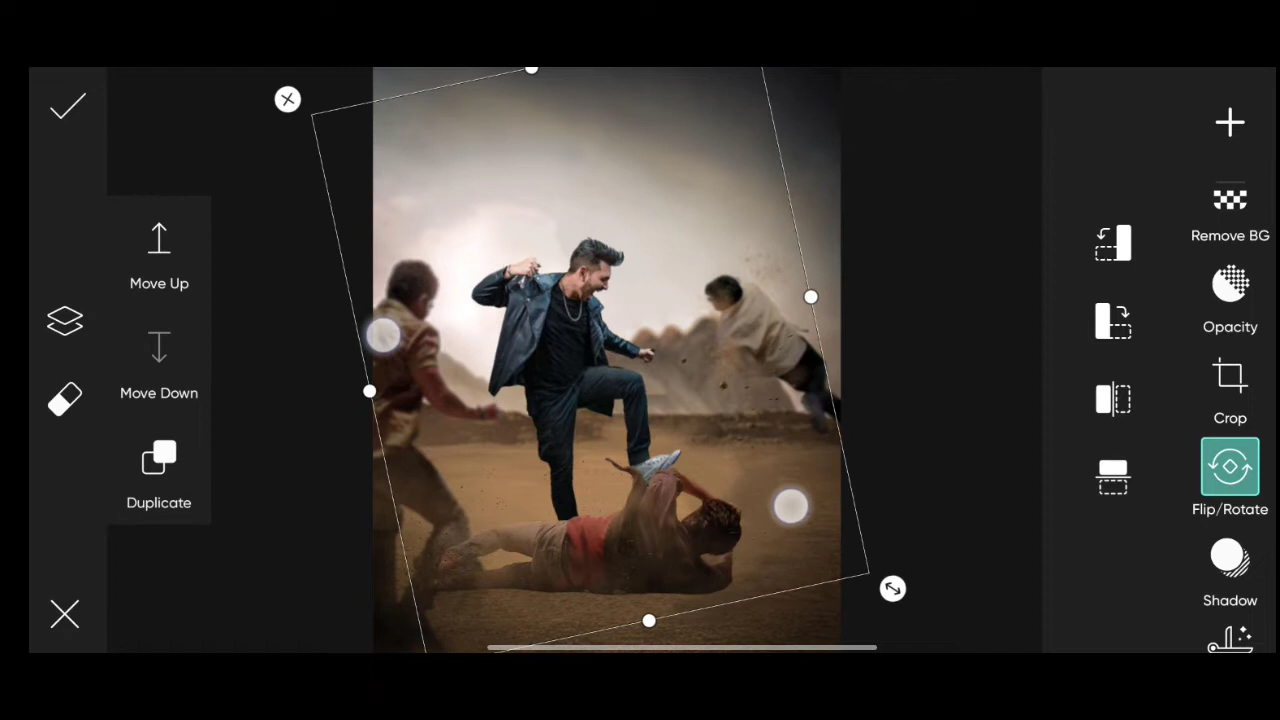 Move Up
Move Down
Duplicate
Remove BG
Opacity
Crop
Flip/Rotate
Shadow